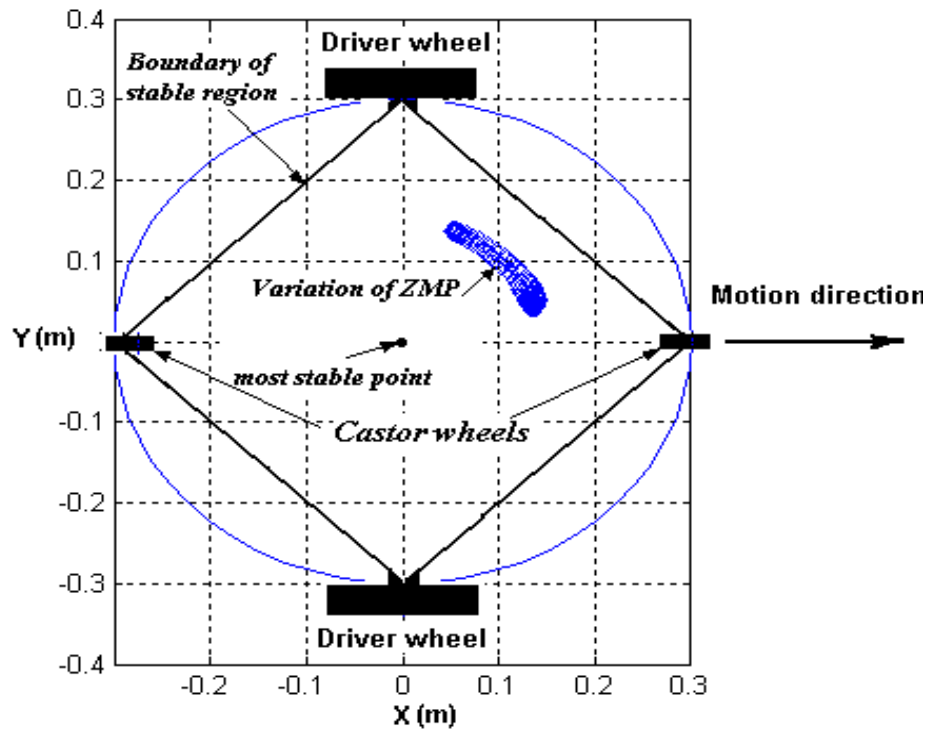 0.4
Driver wheel
Boundary of
stable region
0.3
0.2
0.1
Variation of ZMP
Motion direction
Y (m)
most stable point
Castor wheels
-0.1
-0.2
-0.3
Driver wheel
-0.4
-0.2
-0.1
0
0.1
0.2
0.3
X (m)